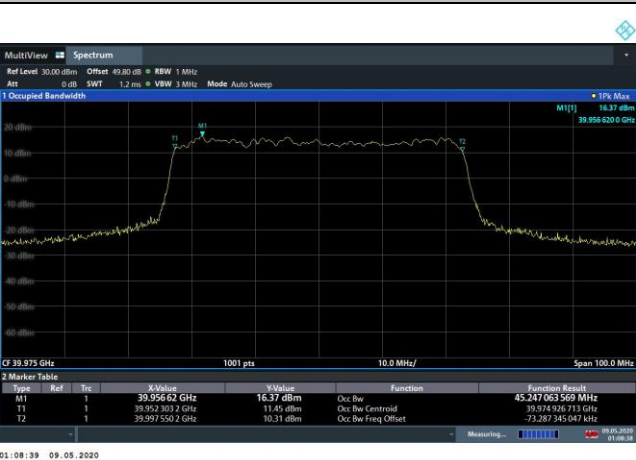 MultiView Spectrum
Ref Level 30.00 dBm Offset 49.80 dB RBW 1 MHz
Att 0 dB SWT 1.2 ms VBW 3 MHz Mode Auto Sweep
1 Occupied Bandwidth 1Pk Max
M1[1] 16.37 dBm
39.956 620 0 GHz
20 dBm
M1
T1
T2
10 dBm
0 dBm
-10 dBm
-20 dBm
-30 dBm
-40 dBm
-50 dBm
-60 dBm
CF 39.975 GHz 1001 pts 10.0 MHz/ Span 100.0 MHz
2 Marker Table
Type Ref Trc X-Value Y-Value Function Function Result
M1 1 39.956 62 GHz 16.37 dBm Occ Bw 45.247 063 569 MHz
T1 1 39.952 303 2 GHz 11.45 dBm Occ Bw Centroid 39.974 926 713 GHz
T2 1 39.997 550 2 GHz 10.31 dBm Occ Bw Freq Offset -73.287 345 047 kHz
Measuring... 09.05.2020
01:08:38
01:08:39 09.05.2020